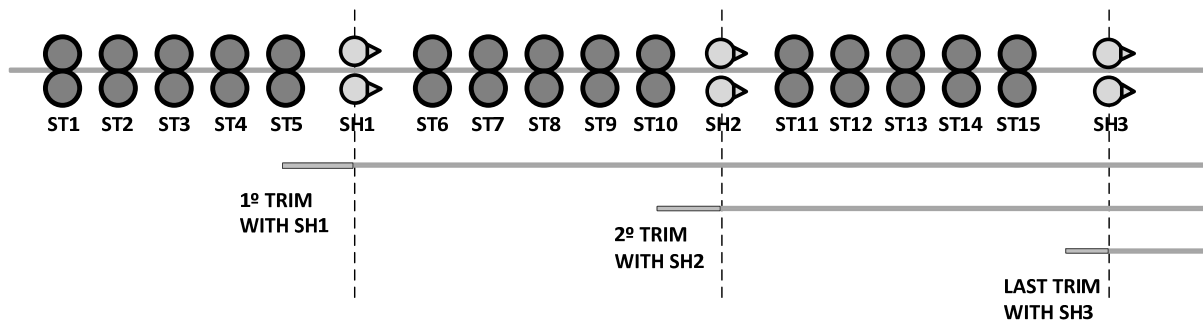 ST1 ST2 ST3 ST4 ST5 SH1 ST6 ST7 ST8 ST9 ST10 SH2 ST11 ST12 ST13 ST14 ST15 SH3
1º TRIM
WITH SH1
2º TRIM
WITH SH2
LAST TRIM
WITH SH3